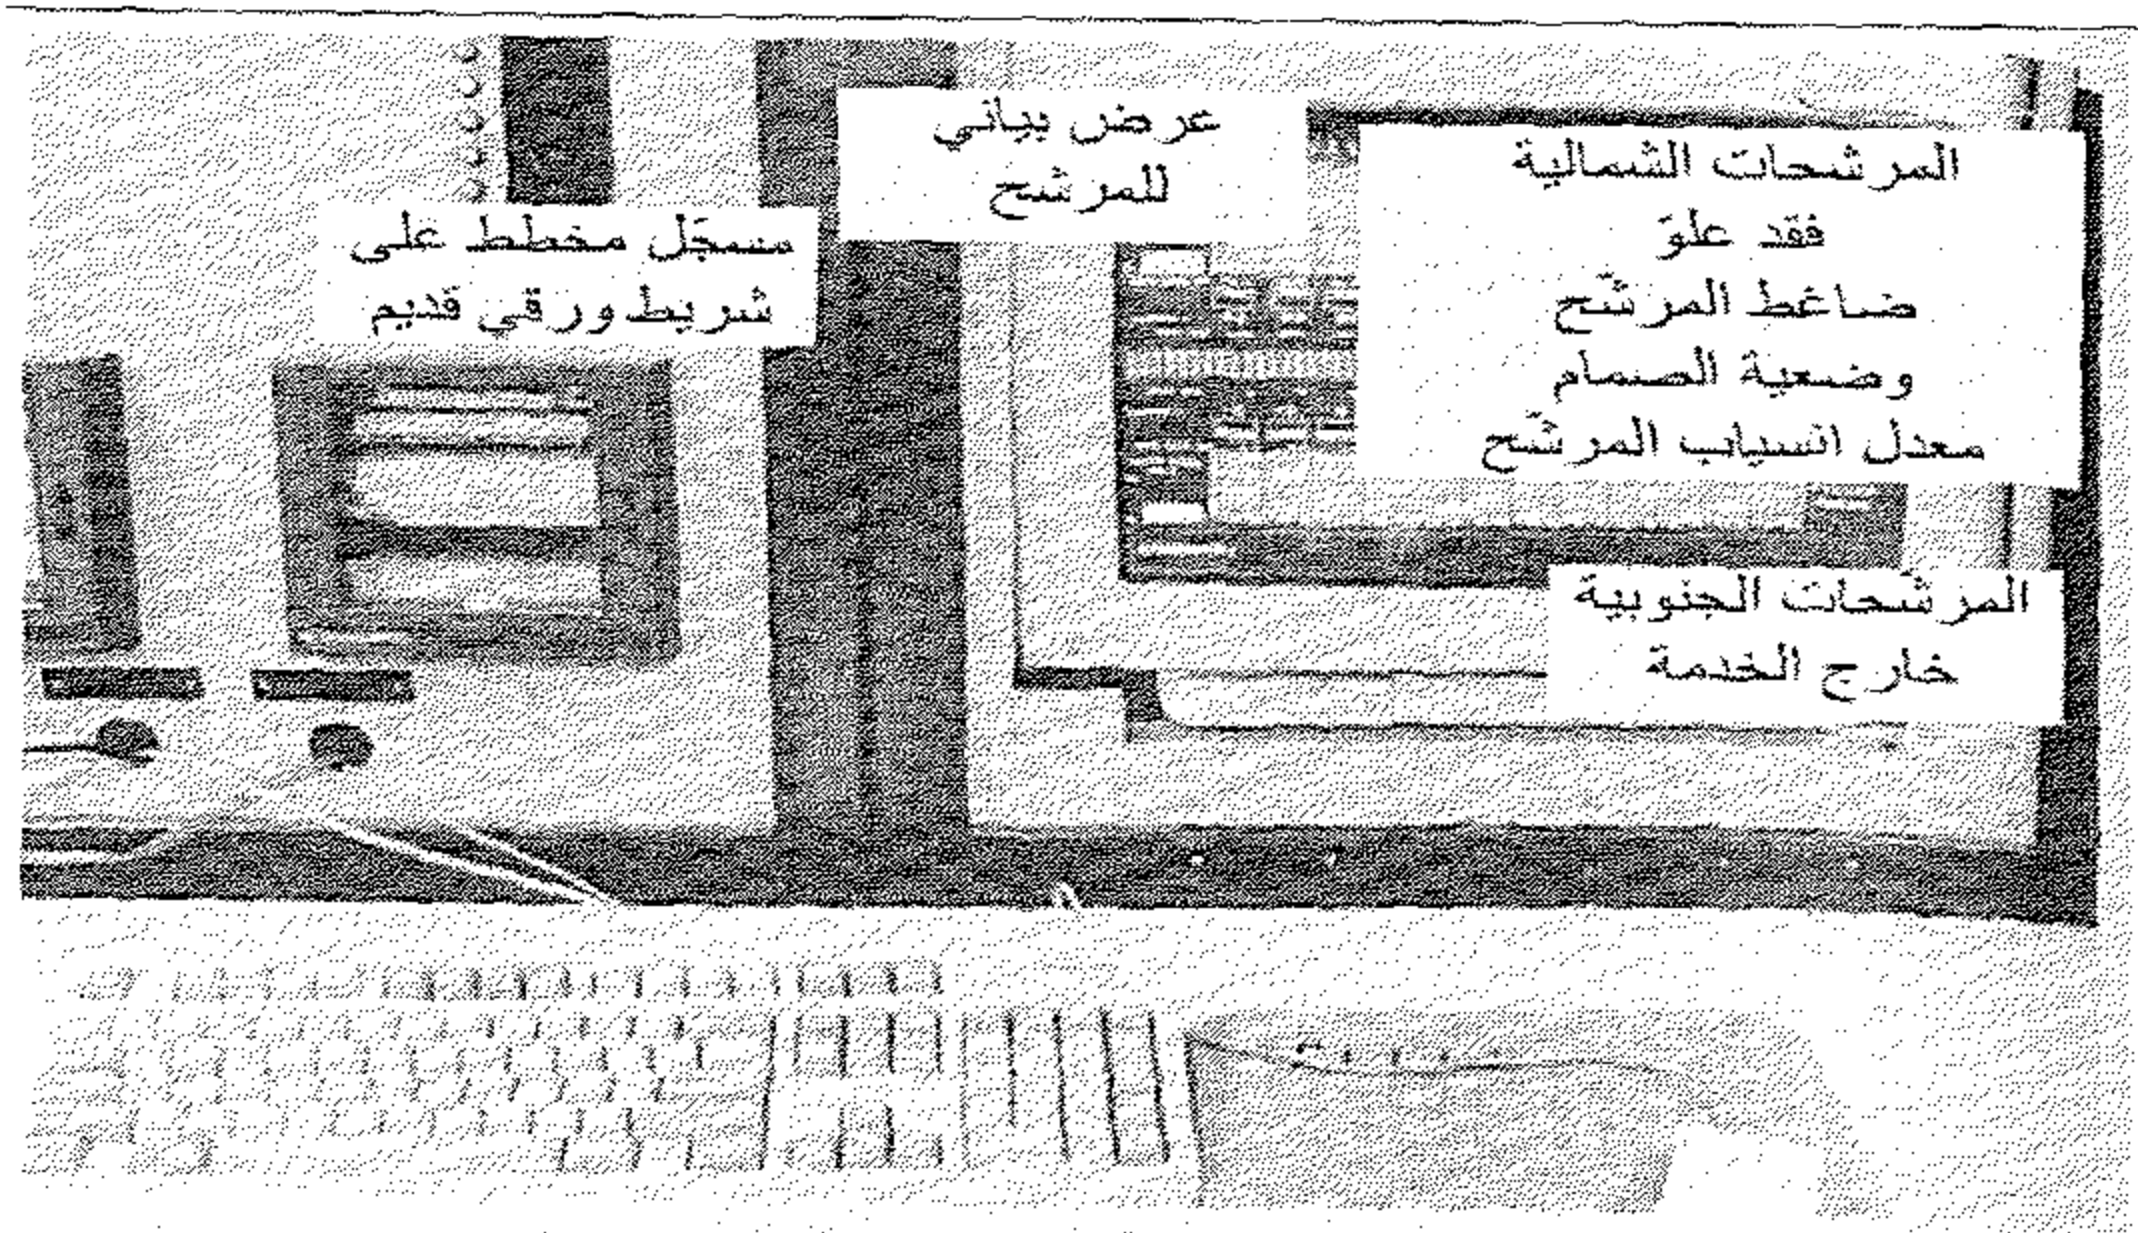 عرض بياني
للمرشح
المرشحات الشمالية
فقد علوّ
ضاغط المرشّح
وضعية الصمام
معدل انسياب المرشّح
مسجّل مخطط على
شريط ورقي قديم
المرشّحات الجنوبية
خارج الخدمة